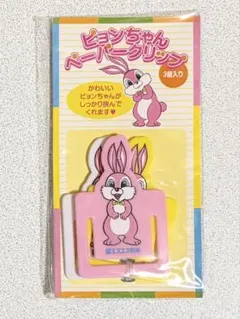 ピョンちゃん
ペーパークリップ
3個入り
かわいい
ピョンちゃんが
しっかり挟んで
くれます♥